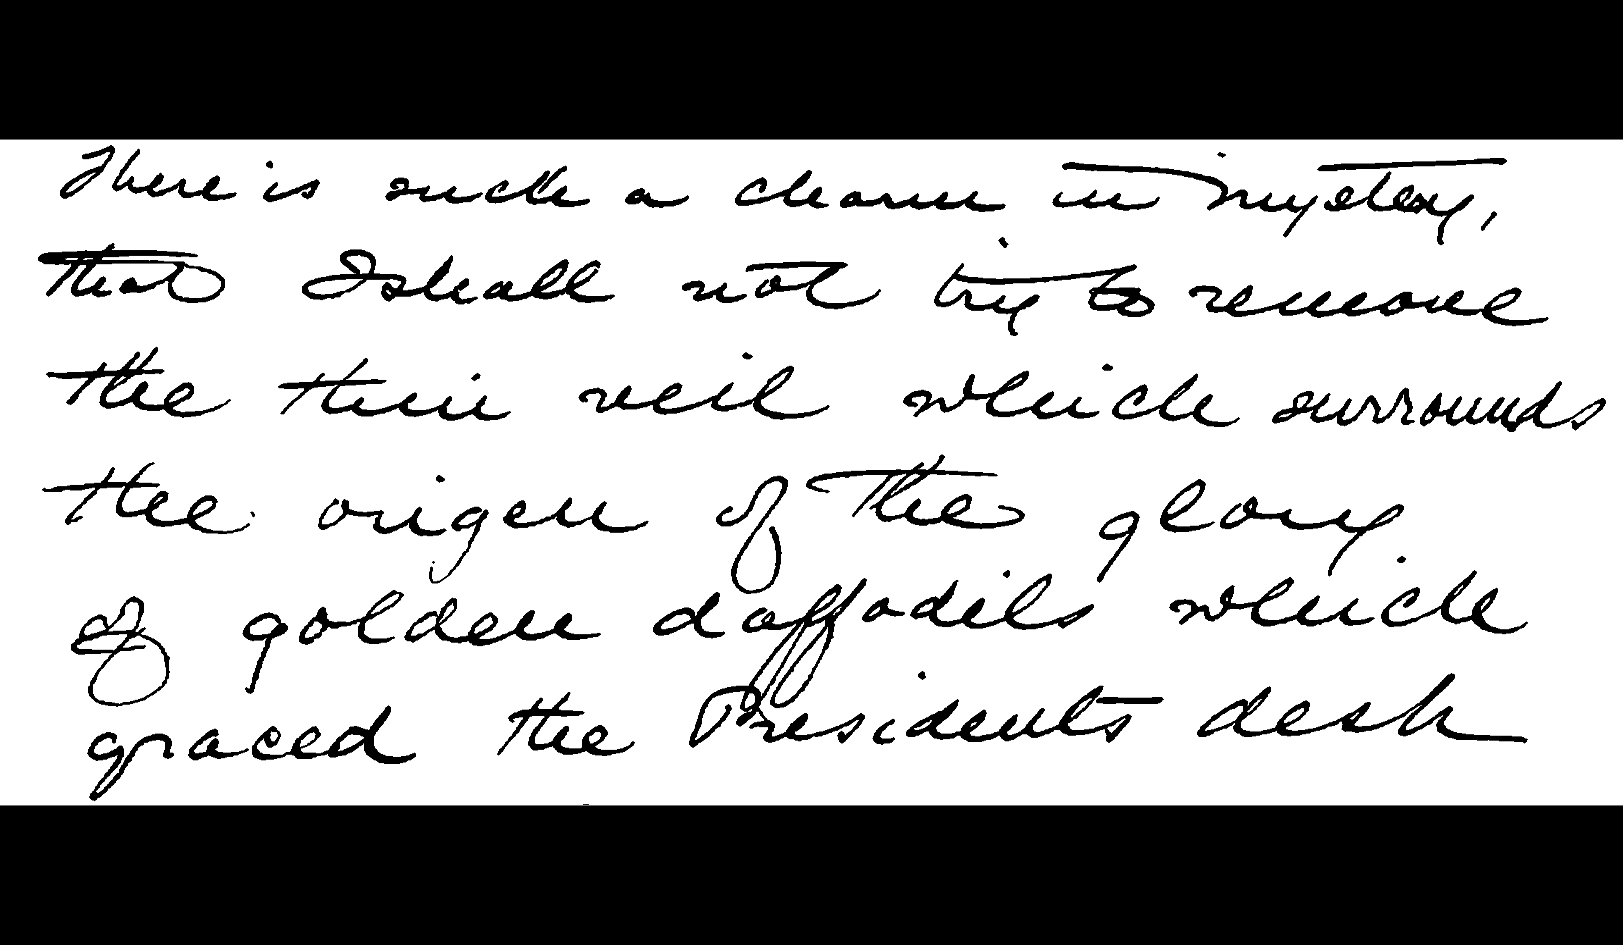 There is such a charm in mystery,
that I shall not try to remove
the thin veil which surrounds
the origen of the glory
of golden daffodils which
graced the Presidents desk